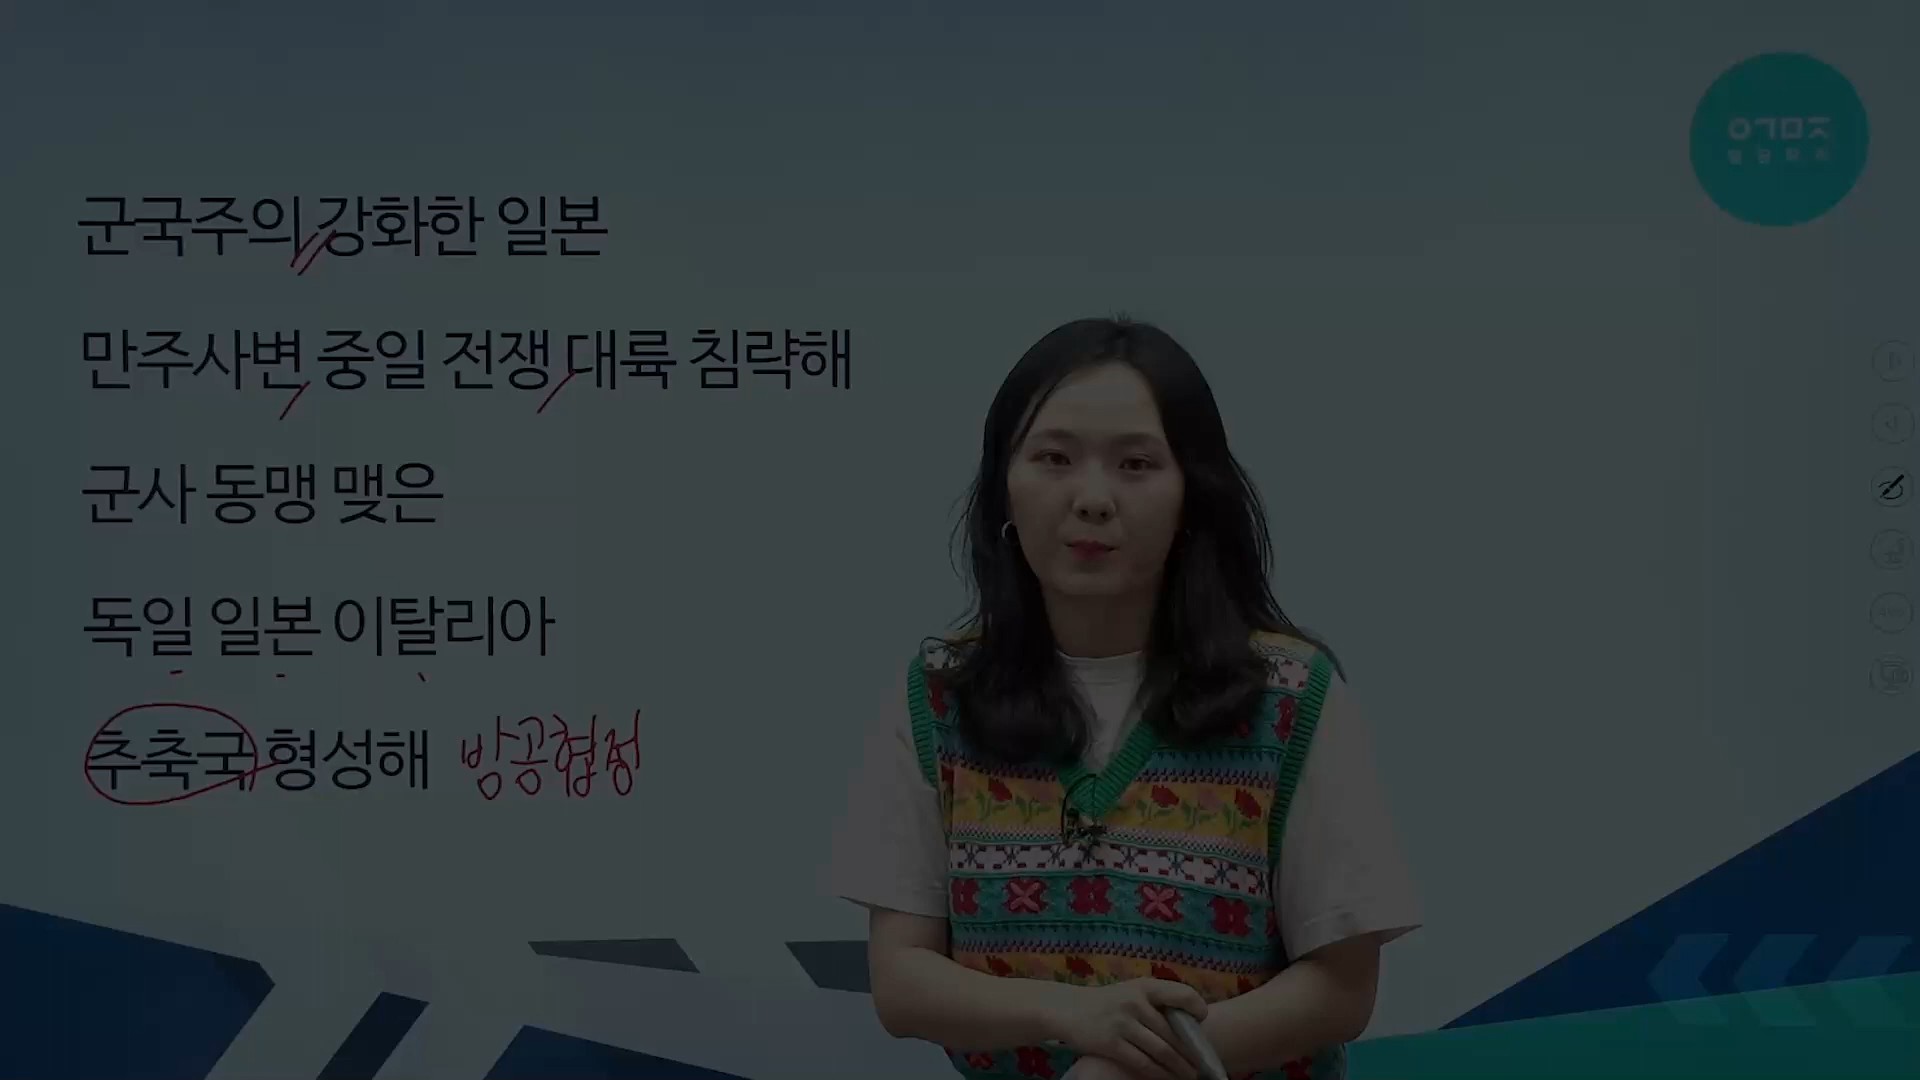 ㅇㄱㅁㅈ
군국주의 강화한 일본
만주사변 중일 전쟁 대륙 침략해
군사 동맹 맺은
독일 일본 이탈리아
추축국 형성해 방공협정